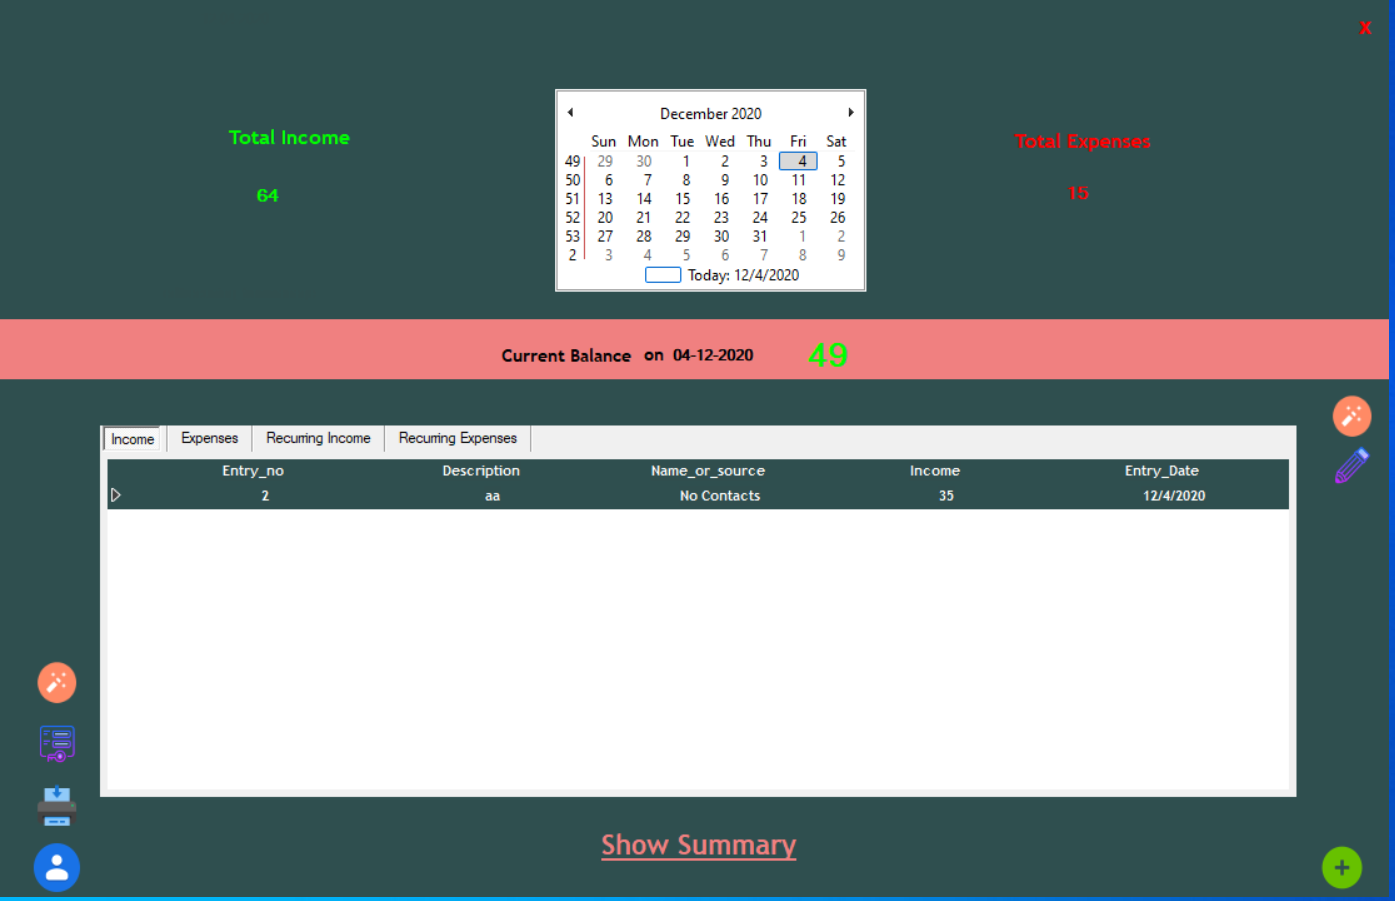 X
Total Income
64
December 2020
Sun Mon Tue Wed Thu Fri Sat
49 29 30 1 2 3 4 5
50 6 7 8 9 10 11 12
51 13 14 15 16 17 18 19
52 20 21 22 23 24 25 26
53 27 28 29 30 31 1 2
2 3 4 5 6 7 8 9
Today: 12/4/2020
Total Expenses
15
Current Balance on 04-12-2020 49
Income Expenses Recurring Income Recurring Expenses
Entry_no Description Name_or_source Income Entry_Date
2 aa No Contacts 35 12/4/2020
Show Summary